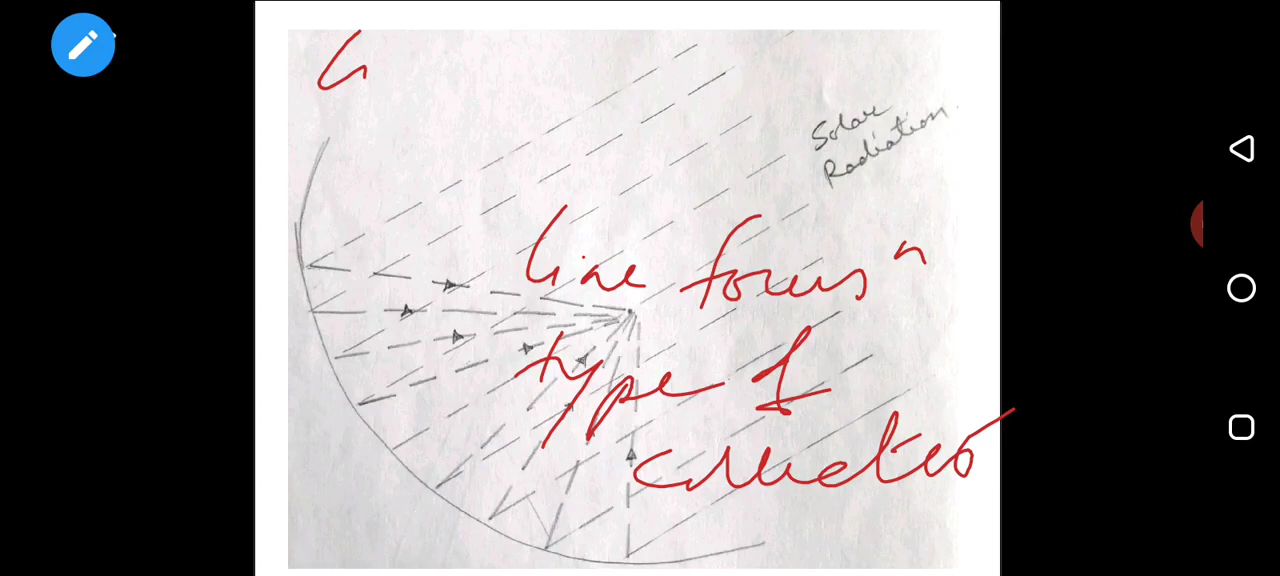 Solar
Radiation
line focus
type of
collector